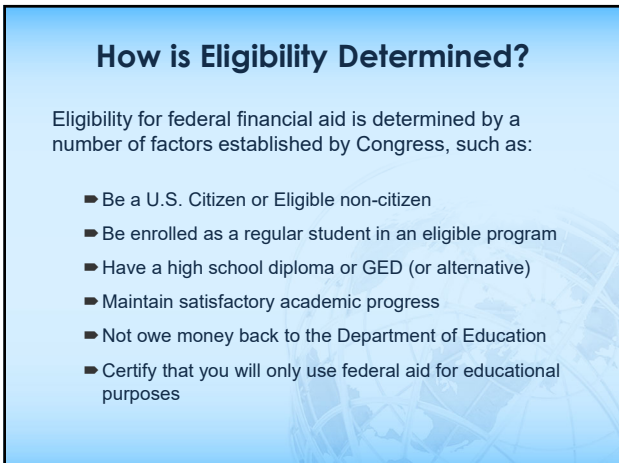 How is Eligibility Determined?
Eligibility for federal financial aid is determined by a
number of factors established by Congress, such as:
Be a U.S. Citizen or Eligible non-citizen
Be enrolled as a regular student in an eligible program
Have a high school diploma or GED (or alternative)
Maintain satisfactory academic progress
Not owe money back to the Department of Education
Certify that you will only use federal aid for educational
purposes